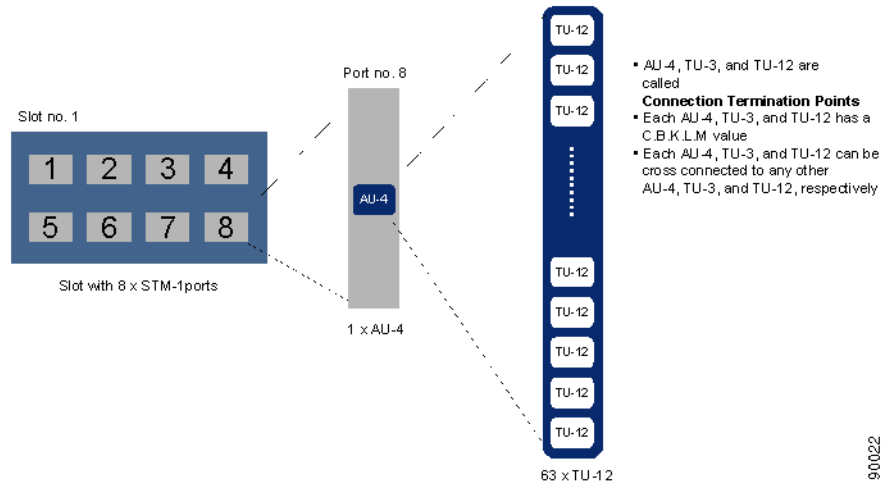 Slot no. 1
1 2 3 4
5 6 7 8
Slot with 8 x STM-1ports
Port no. 8
AU-4
1 x AU-4
TU-12
TU-12
TU-12
TU-12
TU-12
TU-12
TU-12
TU-12
63 x TU-12
▪ AU-4, TU-3, and TU-12 are
called
Connection Termination Points
▪ Each AU-4, TU-3, and TU-12 has a
C.B.K.L.M value
▪ Each AU-4, TU-3, and TU-12 can be
cross connected to any other
AU-4, TU-3, and TU-12, respectively
90022